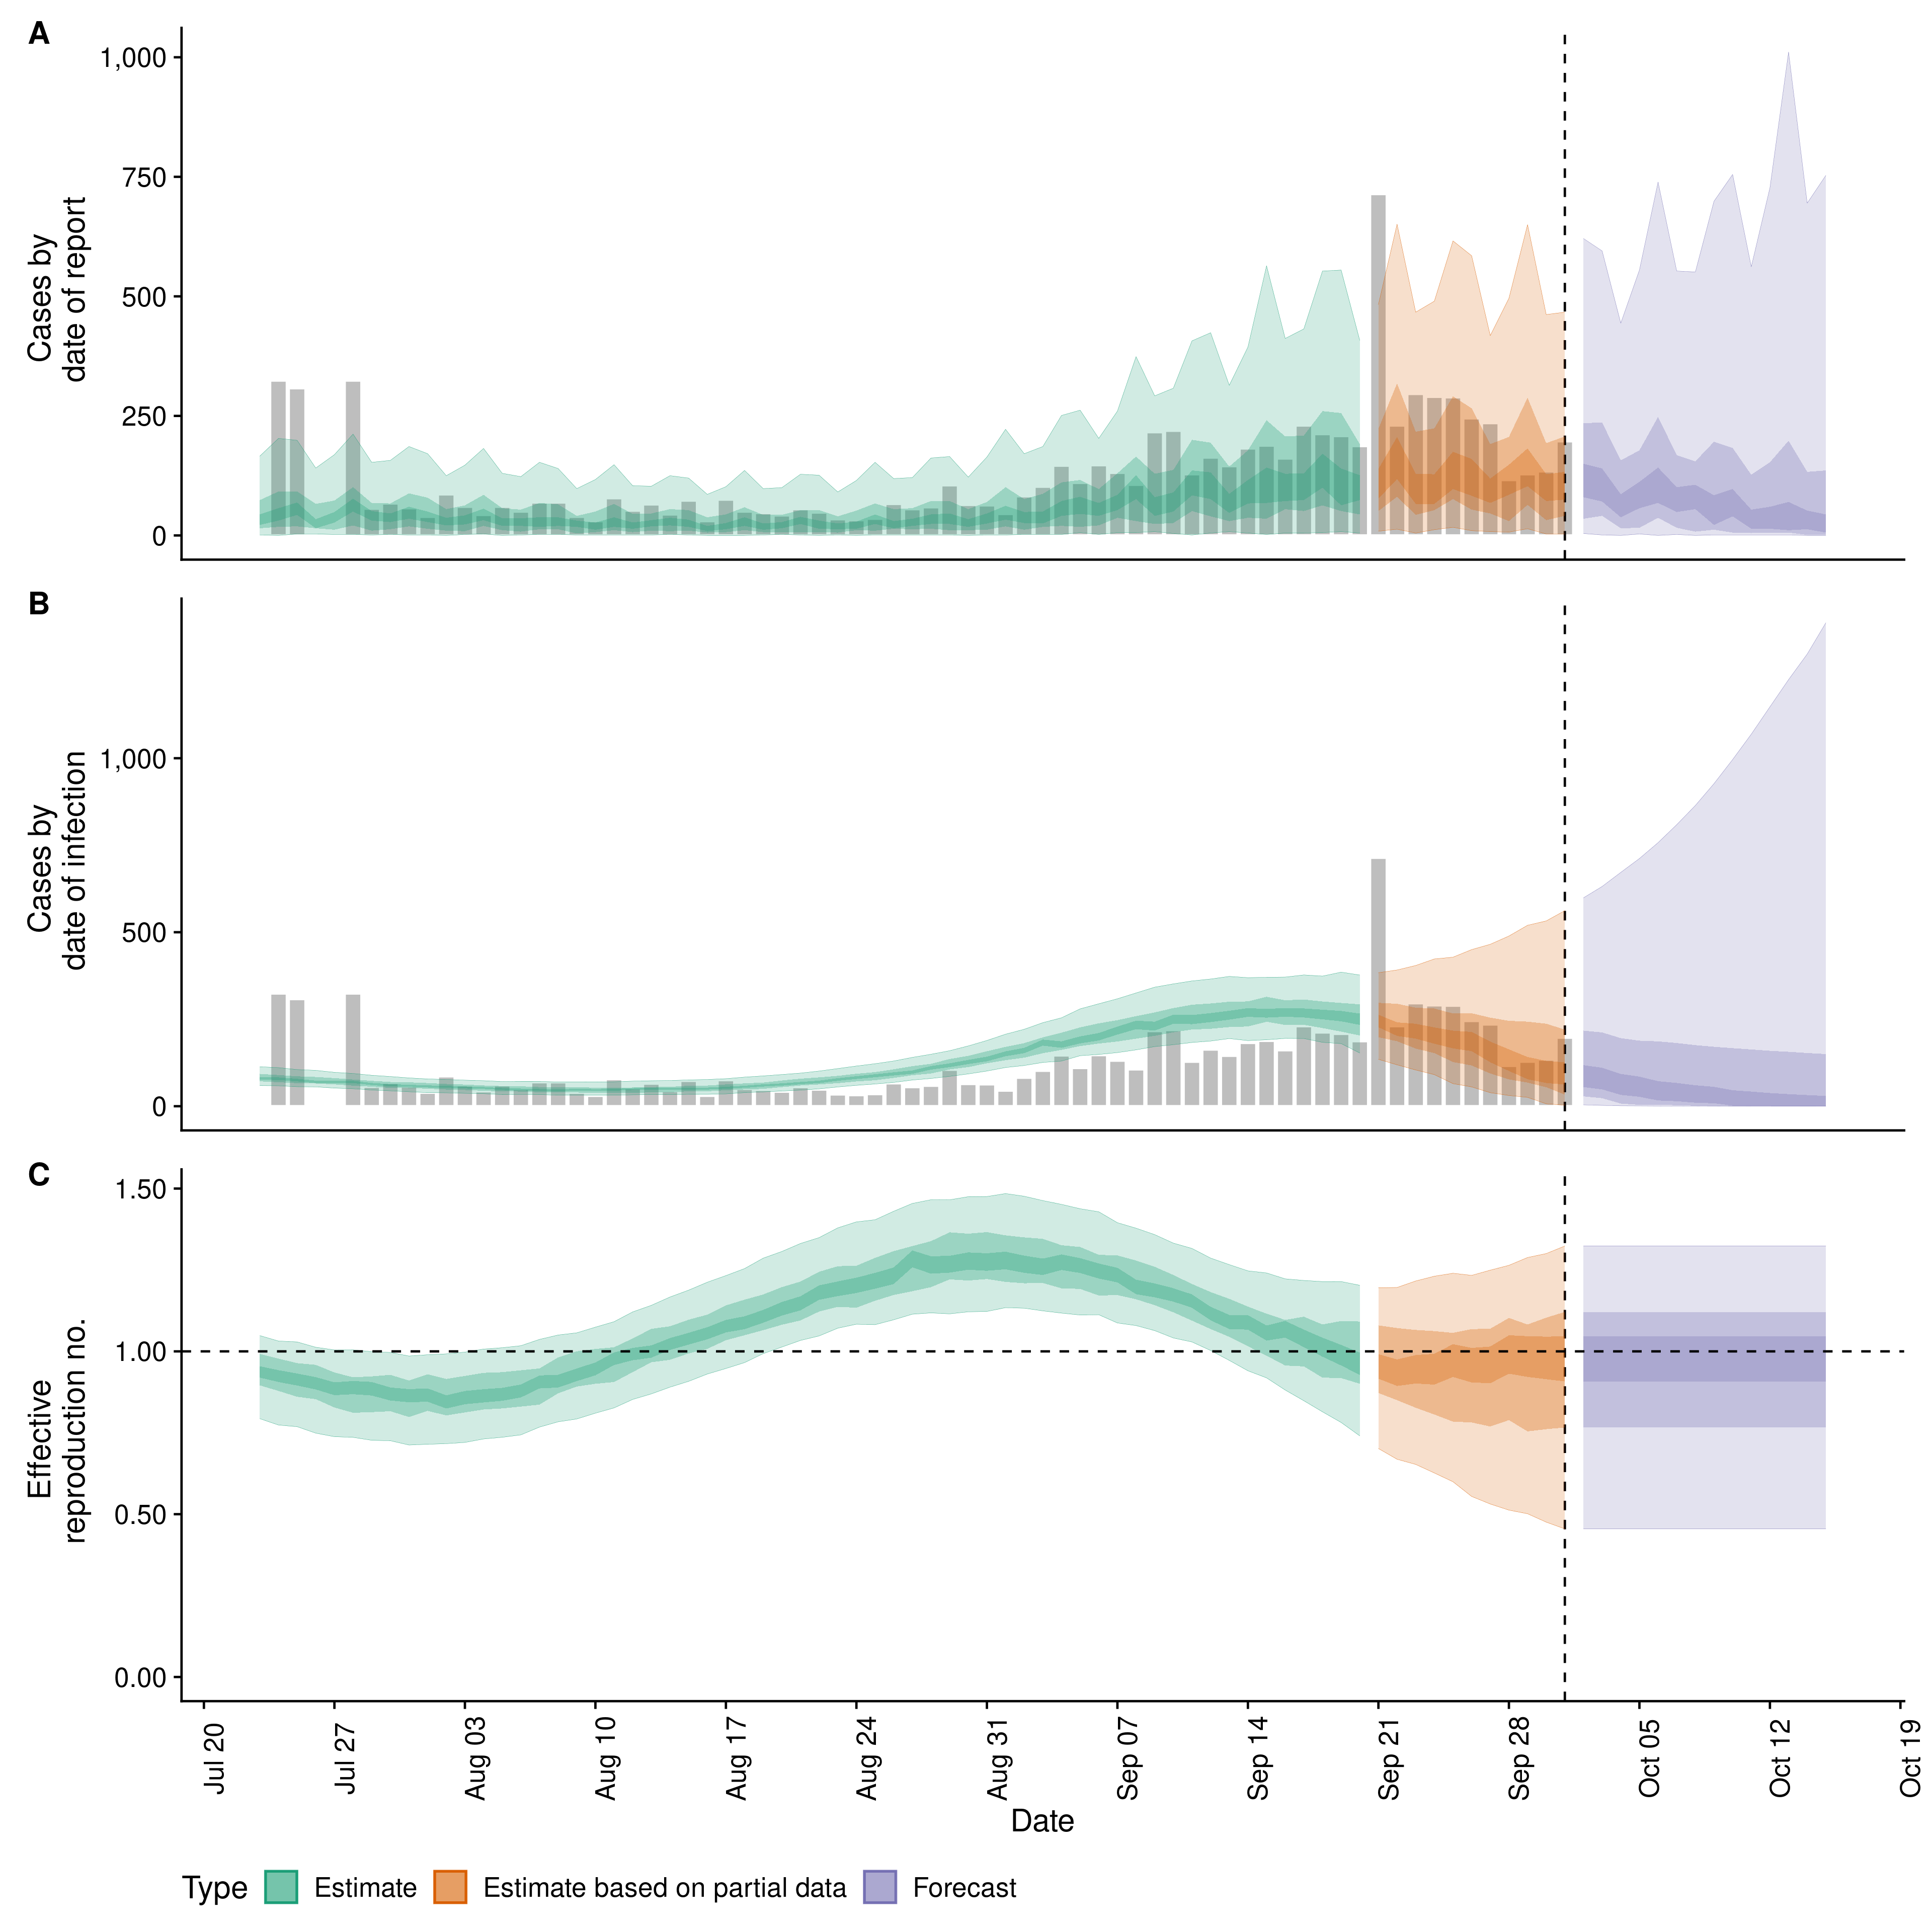 A
Cases by
date of report
1,000
750
500
250
0
B
Cases by
date of infection
1,000
500
0
C
Effective
reproduction no.
1.50
1.00
0.50
0.00
Jul 20
Jul 27
Aug 03
Aug 10
Aug 17
Aug 24
Aug 31
Sep 07
Sep 14
Sep 21
Sep 28
Oct 05
Oct 12
Oct 19
Date
Type Estimate Estimate based on partial data Forecast